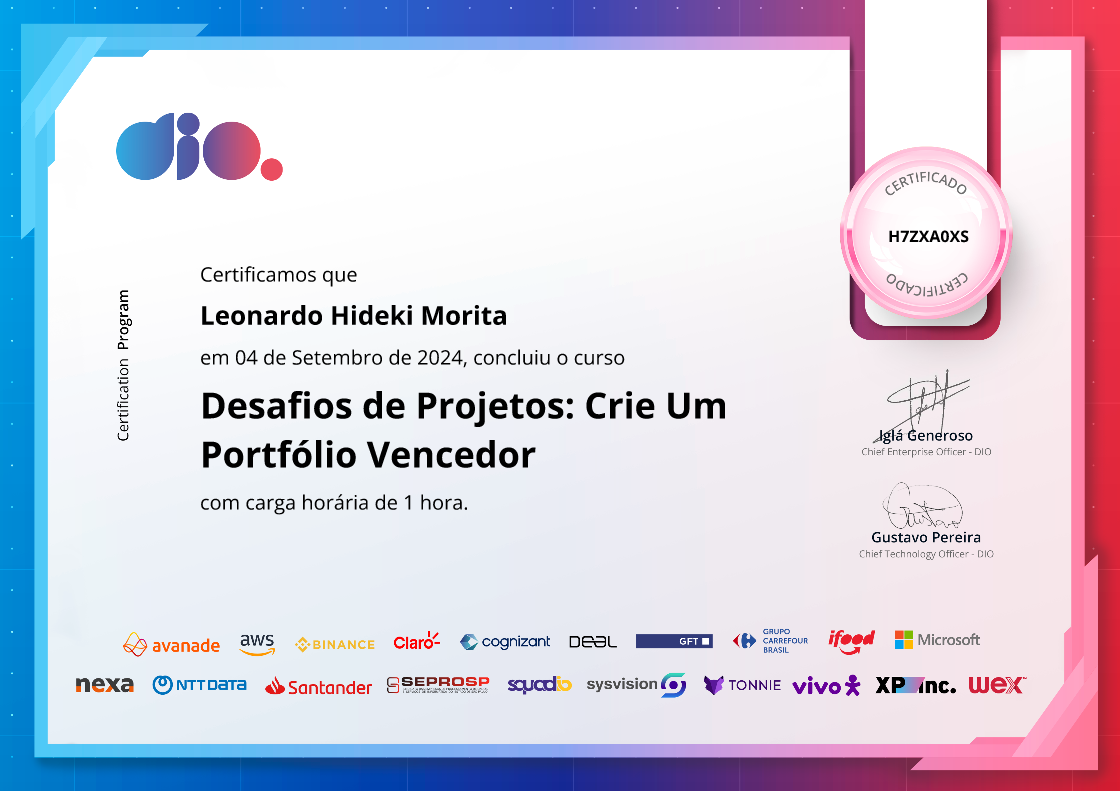 dio.
CERTIFICADO
H7ZXA0XS
CERTIFICADO
Certification Program
Certificamos que
Leonardo Hideki Morita
em 04 de Setembro de 2024, concluiu o curso
Desafios de Projetos: Crie Um
Portfólio Vencedor
com carga horária de 1 hora.
Iglá Generoso
Chief Enterprise Officer - DIO
Gustavo Pereira
Chief Technology Officer - DIO
avanade aws BINANCE Claro cognizant DEAL GFT GRUPO CARREFOUR BRASIL ifood Microsoft
nexa NTT DATA Santander SEPROSP squadio sysvision TONNIE vivo XP inc. wex